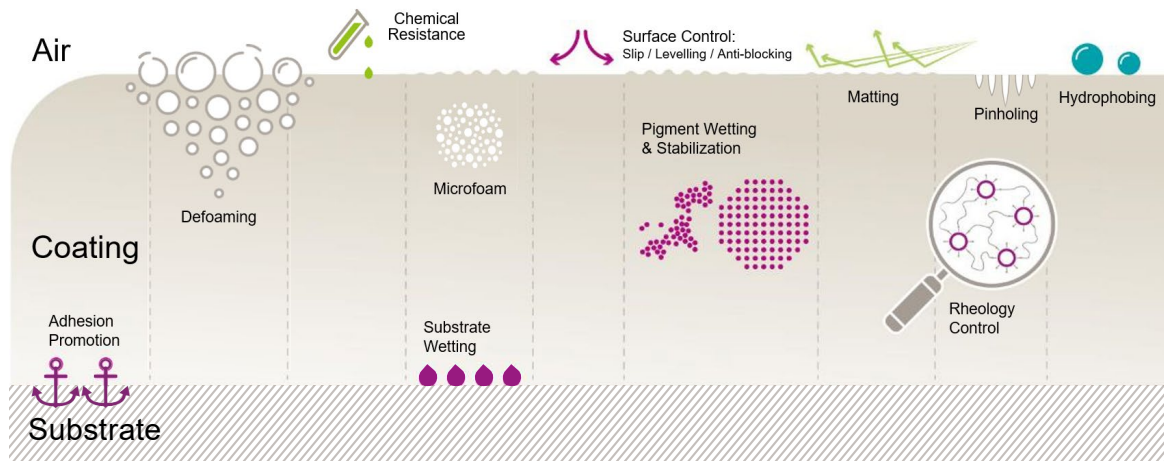 Air
Chemical
Resistance
Surface Control:
Slip / Levelling / Anti-blocking
Matting
Pinholing
Hydrophobing
Pigment Wetting
& Stabilization
Microfoam
Defoaming
Coating
Rheology
Control
Adhesion
Promotion
Substrate
Wetting
Substrate